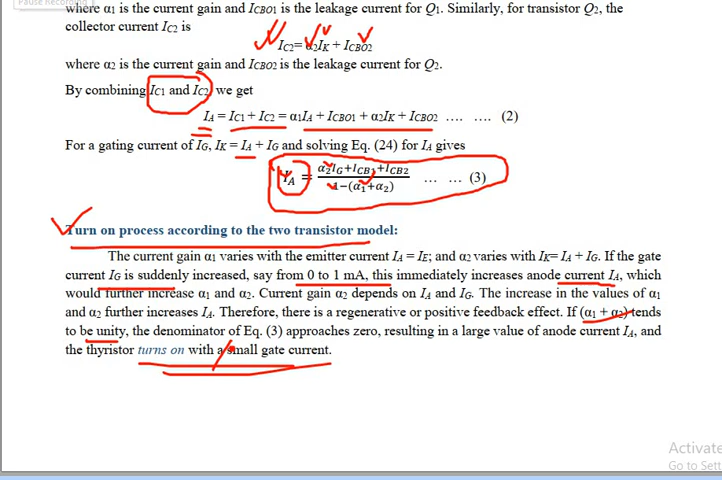 Pause Recording
where α1 is the current gain and ICBO1 is the leakage current for Q1. Similarly, for transistor Q2, the
collector current IC2 is
IC2= α2IK + ICBO2
where α2 is the current gain and ICBO2 is the leakage current for Q2.
By combining IC1 and IC2, we get
IA = IC1 + IC2 = α1IA + ICBO1 + α2IK + ICBO2 … … … (2)
For a gating current of IG, IK = IA + IG and solving Eq. (24) for IA gives
IA = α2IG+ICB1+ICB2 / 1−(α1+α2) … … … (3)
Turn on process according to the two transistor model:
The current gain α1 varies with the emitter current IA = IE; and α2 varies with IK= IA + IG. If the gate
current IG is suddenly increased, say from 0 to 1 mA, this immediately increases anode current IA, which
would further increase α1 and α2. Current gain α2 depends on IA and IG. The increase in the values of α1
and α2 further increases IA. Therefore, there is a regenerative or positive feedback effect. If (α1 + α2) tends
to be unity, the denominator of Eq. (3) approaches zero, resulting in a large value of anode current IA, and
the thyristor turns on with a small gate current.
Activate
Go to Sett